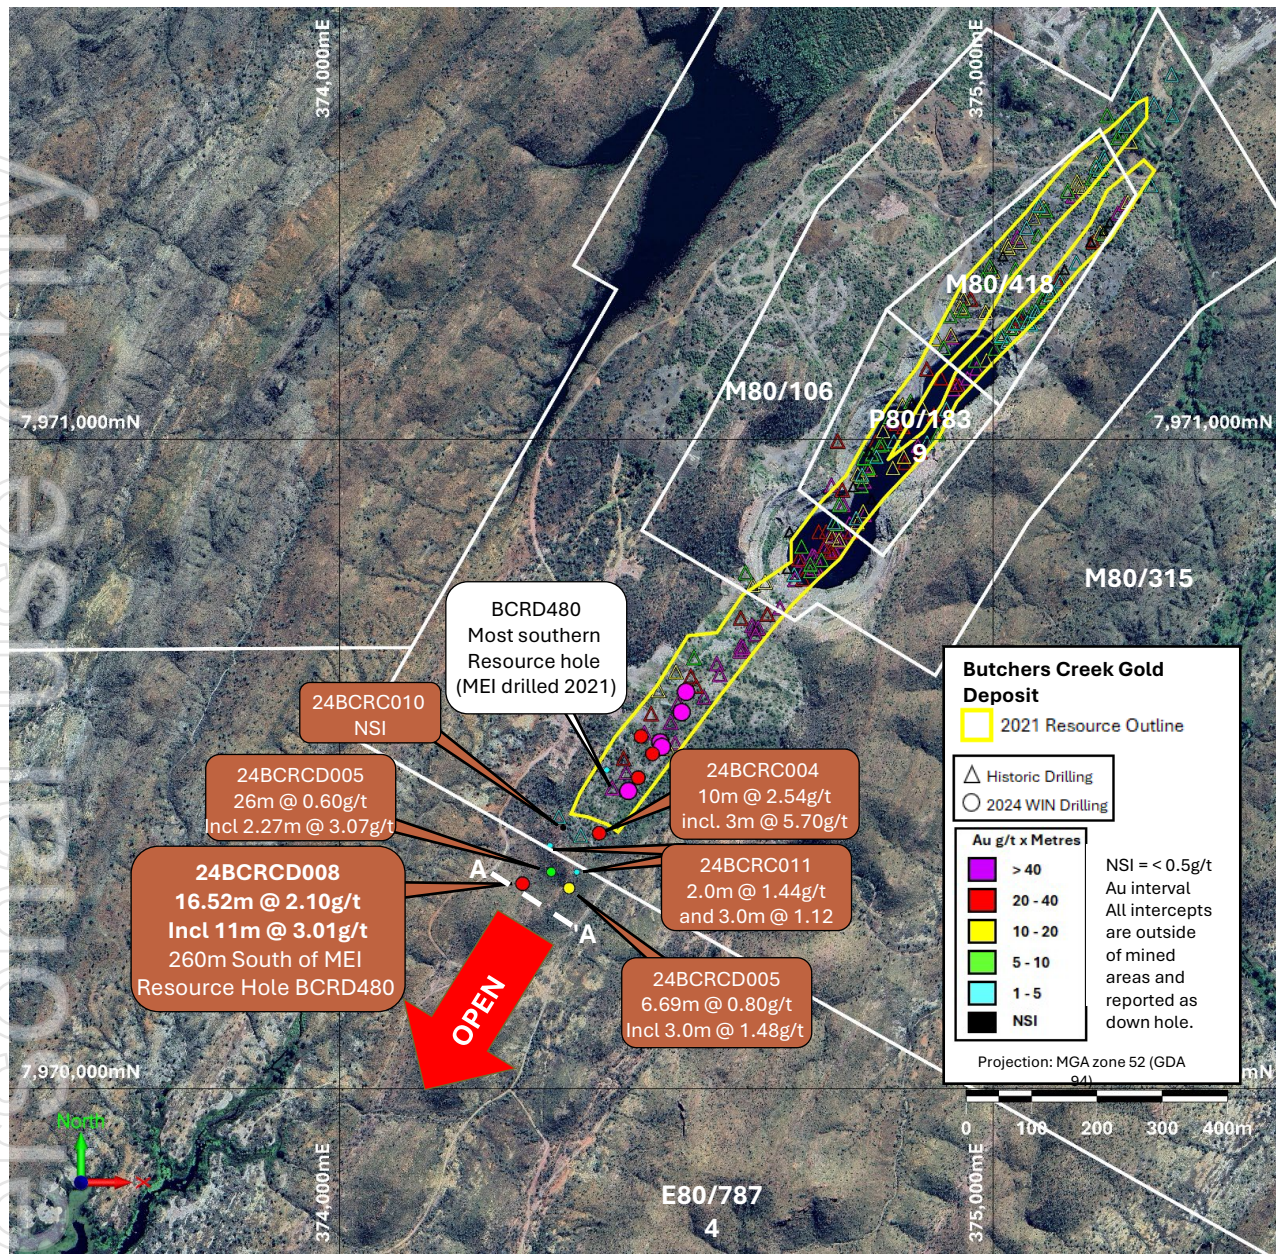 374,000mE
375,000mE
M80/418
M80/106
P80/183
9
7,971,000mN
7,971,000mN
M80/315
BCRD480
Most southern
Resource hole
(MEI drilled 2021)
24BCRC010
NSI
24BCRCD005
26m @ 0.60g/t
Incl 2.27m @ 3.07g/t
24BCRC004
10m @ 2.54g/t
incl. 3m @ 5.70g/t
24BCRCD008
16.52m @ 2.10g/t
Incl 11m @ 3.01g/t
260m South of MEI
Resource Hole BCRD480
24BCRC011
2.0m @ 1.44g/t
and 3.0m @ 1.12
A
'A
24BCRCD005
6.69m @ 0.80g/t
Incl 3.0m @ 1.48g/t
OPEN
Butchers Creek Gold
Deposit
2021 Resource Outline
Historic Drilling
2024 WIN Drilling
Au g/t x Metres
> 40
20 - 40
10 - 20
5 - 10
1 - 5
NSI
NSI = < 0.5g/t
Au interval
All intercepts
are outside
of mined
areas and
reported as
down hole.
Projection: MGA zone 52 (GDA
94)
7,970,000mN
mN
0 100 200 300 400m
North
X
374,000mE
375,000mE
E80/787
4
ersonal use only